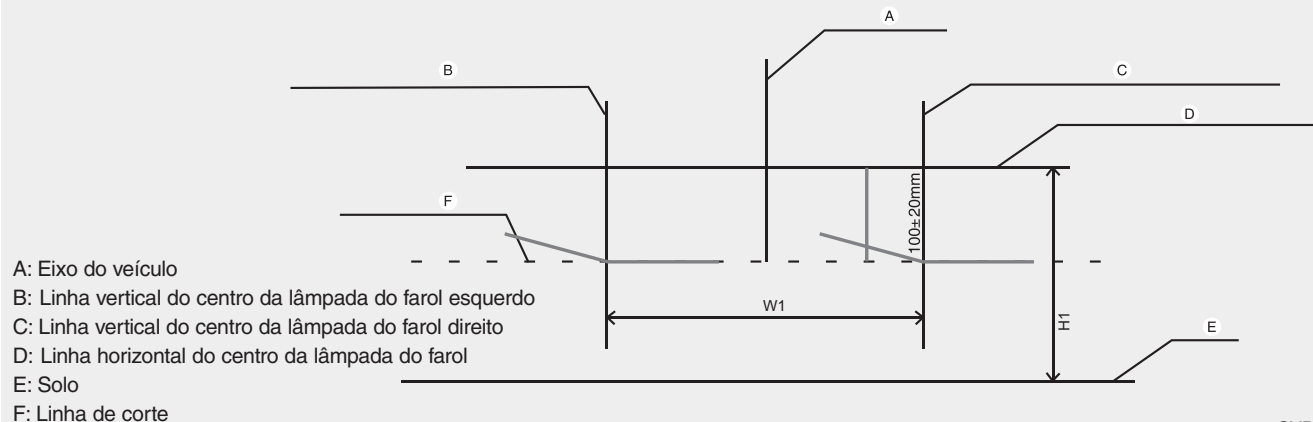 A
B
C
D
F
100±20mm
A: Eixo do veículo
B: Linha vertical do centro da lâmpada do farol esquerdo
W1
C: Linha vertical do centro da lâmpada do farol direito
H1
E
D: Linha horizontal do centro da lâmpada do farol
E: Solo
F: Linha de corte